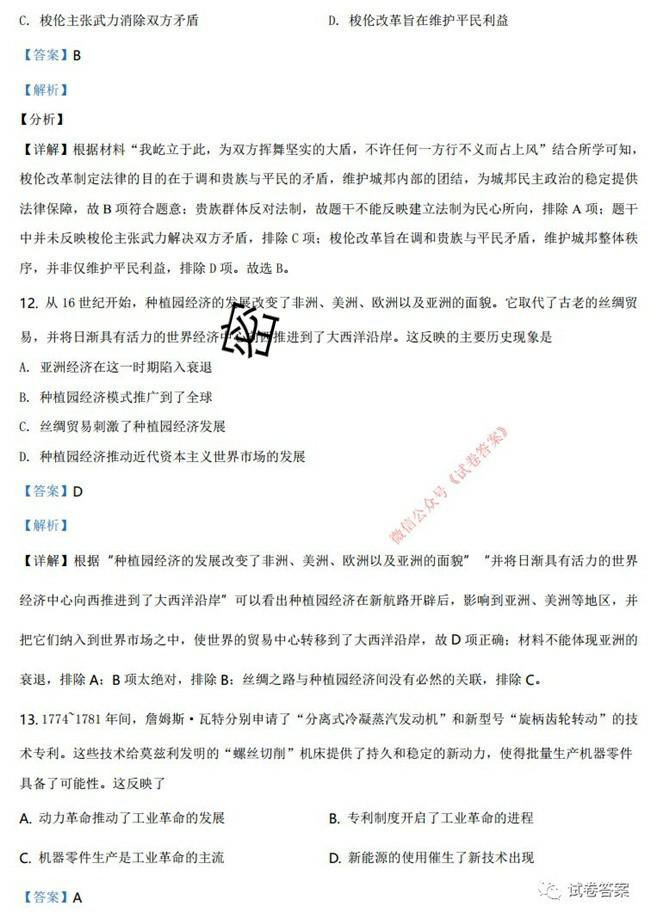 C. 梭伦主张武力消除双方矛盾 D. 梭伦改革旨在维护平民利益
【答案】B
【解析】
【分析】
【详解】根据材料“我屹立于此，为双方挥舞坚实的大盾，不许任何一方行不义而占上风”结合所学可知，
梭伦改革制定法律的目的在于调和贵族与平民的矛盾，维护城邦内部的团结，为城邦民主政治的稳定提供
法律保障，故 B 项符合题意；贵族群体反对法制，故题干不能反映建立法制为民心所向，排除 A 项；题干
中并未反映梭伦主张武力解决双方矛盾，排除 C 项；梭伦改革旨在调和贵族与平民矛盾，维护城邦整体秩
序，并非仅维护平民利益，排除 D 项。故选 B。
12. 从 16 世纪开始，种植园经济的发展改变了非洲、美洲、欧洲以及亚洲的面貌。它取代了古老的丝绸贸
易，并将日渐具有活力的世界经济中心向西推进到了大西洋沿岸。这反映的主要历史现象是
密
A. 亚洲经济在这一时期陷入衰退
B. 种植园经济模式推广到了全球
C. 丝绸贸易刺激了种植园经济发展
D. 种植园经济推动近代资本主义世界市场的发展
微信公众号《试卷答案》
【答案】D
【解析】
【详解】根据“种植园经济的发展改变了非洲、美洲、欧洲以及亚洲的面貌”“并将日渐具有活力的世界
经济中心向西推进到了大西洋沿岸”可以看出种植园经济在新航路开辟后，影响到亚洲、美洲等地区，并
把它们纳入到世界市场之中，使世界的贸易中心转移到了大西洋沿岸，故 D 项正确；材料不能体现亚洲的
衰退，排除 A；B 项太绝对，排除 B；丝绸之路与种植园经济间没有必然的关联，排除 C。
13. 1774~1781 年间，詹姆斯·瓦特分别申请了“分离式冷凝蒸汽发动机”和新型号“旋柄齿轮转动”的技
术专利。这些技术给莫兹利发明的“螺丝切削”机床提供了持久和稳定的新动力，使得批量生产机器零件
具备了可能性。这反映了
A. 动力革命推动了工业革命的发展 B. 专利制度开启了工业革命的进程
C. 机器零件生产是工业革命的主流 D. 新能源的使用催生了新技术出现
【答案】A
试卷答案